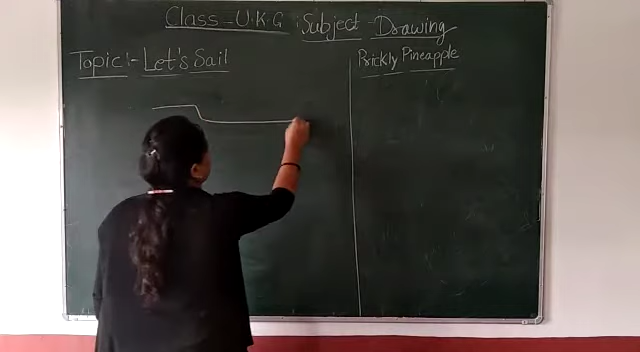 Class - U.K.G : Subject - Drawing
Topic:- Let's Sail
Prickly Pineapple